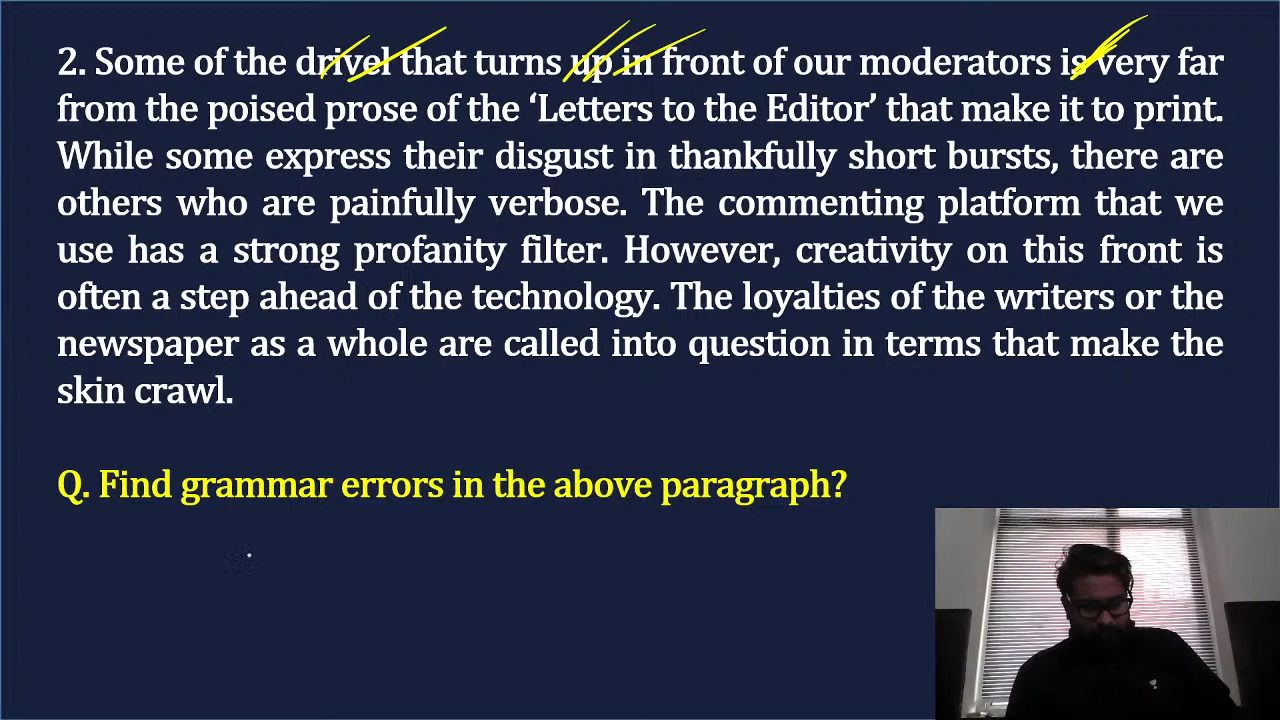 2. Some of the drivel that turns up in front of our moderators is very far
from the poised prose of the ‘Letters to the Editor’ that make it to print.
While some express their disgust in thankfully short bursts, there are
others who are painfully verbose. The commenting platform that we
use has a strong profanity filter. However, creativity on this front is
often a step ahead of the technology. The loyalties of the writers or the
newspaper as a whole are called into question in terms that make the
skin crawl.
Q. Find grammar errors in the above paragraph?